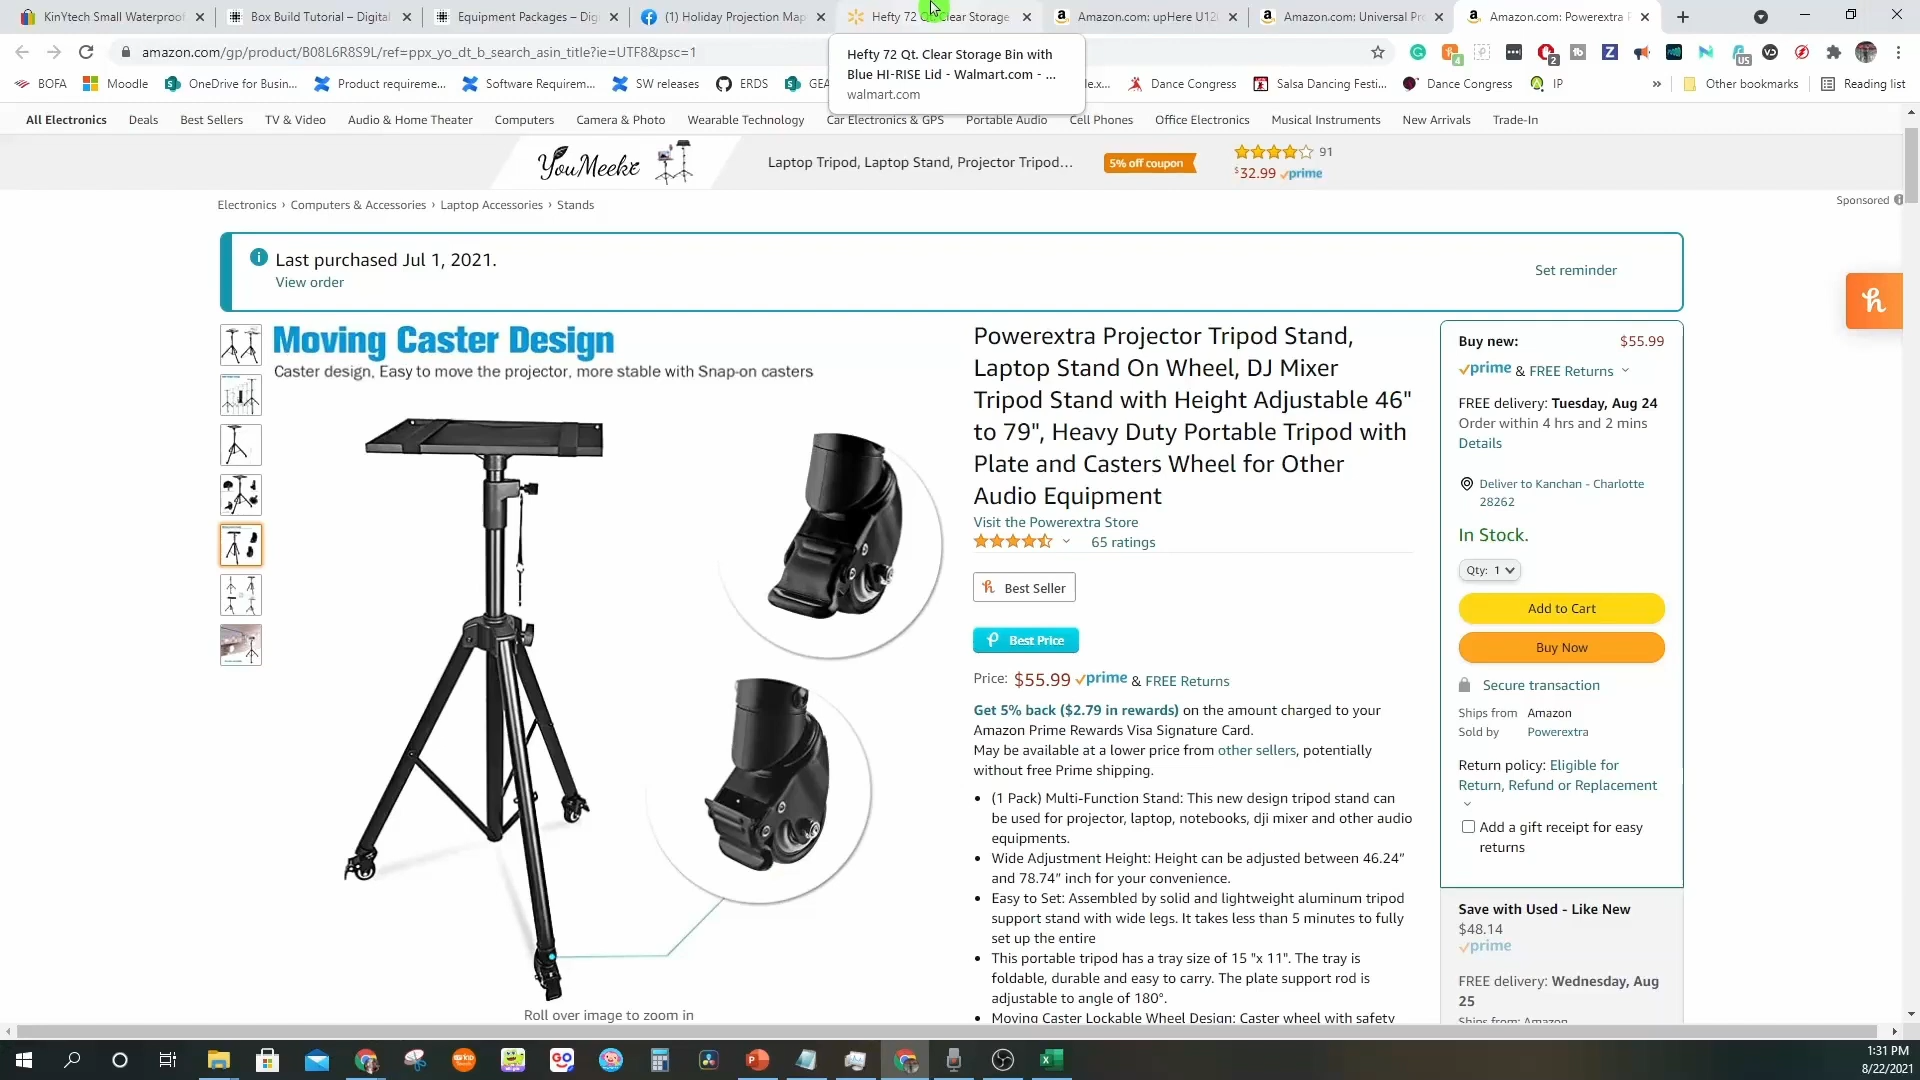 KinYtech Small Waterproof
Box Build Tutorial – Digital
Equipment Packages – Dig
(1) Holiday Projection Map
Hefty 72 Clear Storage
Amazon.com: upHere U12
Amazon.com: Universal Pr
Amazon.com: Powerextra P
amazon.com/gp/product/B08L6R8S9L/ref=ppx_yo_dt_b_search_asin_title?ie=UTF8&psc=1
BOFA
Moodle
OneDrive for Busin...
Product requireme...
Software Requirem...
SW releases
ERDS
Dance Congress
Salsa Dancing Festi...
Dance Congress
IP
»
Other bookmarks
Reading list
Hefty 72 Qt. Clear Storage Bin with
Blue HI-RISE Lid - Walmart.com - ...
walmart.com
All Electronics
Deals
Best Sellers
TV & Video
Audio & Home Theater
Computers
Camera & Photo
Wearable Technology
Car Electronics & GPS
Portable Audio
Cell Phones
Office Electronics
Musical Instruments
New Arrivals
Trade-In
YouMeeke
Laptop Tripod, Laptop Stand, Projector Tripod...
5% off coupon
91
$32.99 prime
Sponsored
Electronics › Computers & Accessories › Laptop Accessories › Stands
Last purchased Jul 1, 2021.
View order
Set reminder
Moving Caster Design
Caster design, Easy to move the projector, more stable with Snap-on casters
Roll over image to zoom in
Powerextra Projector Tripod Stand,
Laptop Stand On Wheel, DJ Mixer
Tripod Stand with Height Adjustable 46"
to 79", Heavy Duty Portable Tripod with
Plate and Casters Wheel for Other
Audio Equipment
Visit the Powerextra Store
65 ratings
Best Seller
Best Price
Price: $55.99 prime & FREE Returns
Get 5% back ($2.79 in rewards) on the amount charged to your
Amazon Prime Rewards Visa Signature Card.
May be available at a lower price from other sellers, potentially
without free Prime shipping.
• (1 Pack) Multi-Function Stand: This new design tripod stand can
be used for projector, laptop, notebooks, dji mixer and other audio
equipments.
• Wide Adjustment Height: Height can be adjusted between 46.24″
and 78.74″ inch for your convenience.
• Easy to Set: Assembled by solid and lightweight aluminum tripod
support stand with wide legs. It takes less than 5 minutes to fully
set up the entire
• This portable tripod has a tray size of 15 "x 11". The tray is
foldable, durable and easy to carry. The plate support rod is
adjustable to angle of 180°.
• Moving Caster Lockable Wheel Design: Caster wheel with safety
Buy new: $55.99
prime & FREE Returns
FREE delivery: Tuesday, Aug 24
Order within 4 hrs and 2 mins
Details
Deliver to Kanchan - Charlotte
28262
In Stock.
Qty: 1
Add to Cart
Buy Now
Secure transaction
Ships from Amazon
Sold by Powerextra
Return policy: Eligible for
Return, Refund or Replacement
Add a gift receipt for easy
returns
Save with Used - Like New
$48.14
prime
FREE delivery: Wednesday, Aug
25
Ships from: Amazon
1:31 PM
8/22/2021